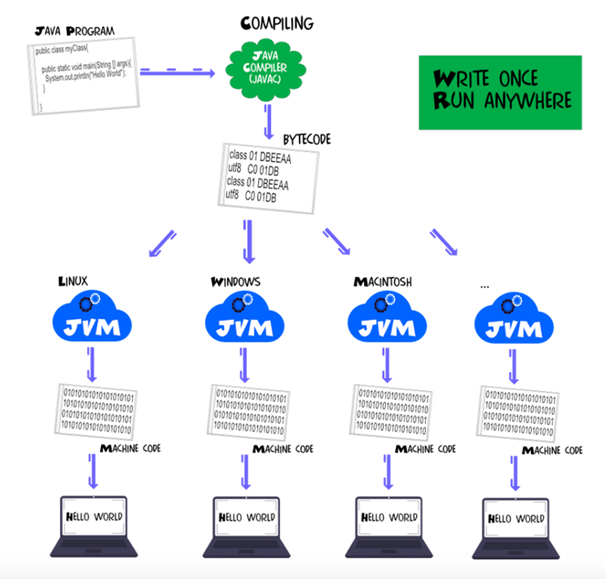 Java Program
Compiling
public class myClass{
public static void main(String [] args){
System.out.println("Hello World");
}
}
Java
Compiler
(javac)
Write once
Run anywhere
bytecode
class 01 DBEEAA
utf8 C0 01DB
class 01 DBEEAA
utf8 C0 01DB
Linux
Windows
Macintosh
...
JVM
JVM
JVM
JVM
0101010101010101010101
1010101010101010101010
0101010101010101010101
1010101010101010101010
Machine code
0101010101010101010101
1010101010101010101010
0101010101010101010101
1010101010101010101010
Machine code
0101010101010101010101
1010101010101010101010
0101010101010101010101
1010101010101010101010
Machine code
0101010101010101010101
1010101010101010101010
0101010101010101010101
1010101010101010101010
Machine code
Hello world
Hello world
Hello world
Hello world